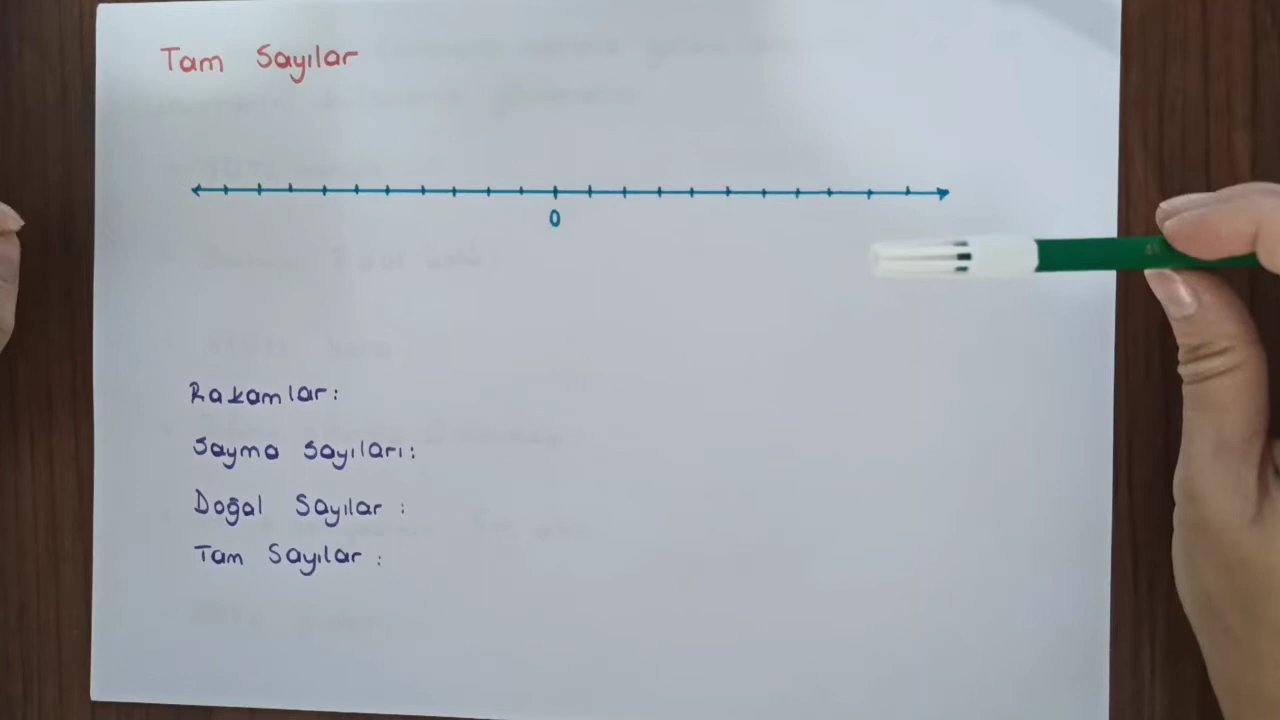 Tam Sayılar
0
Rakamlar:
Sayma Sayıları:
Doğal Sayılar :
Tam Sayılar :